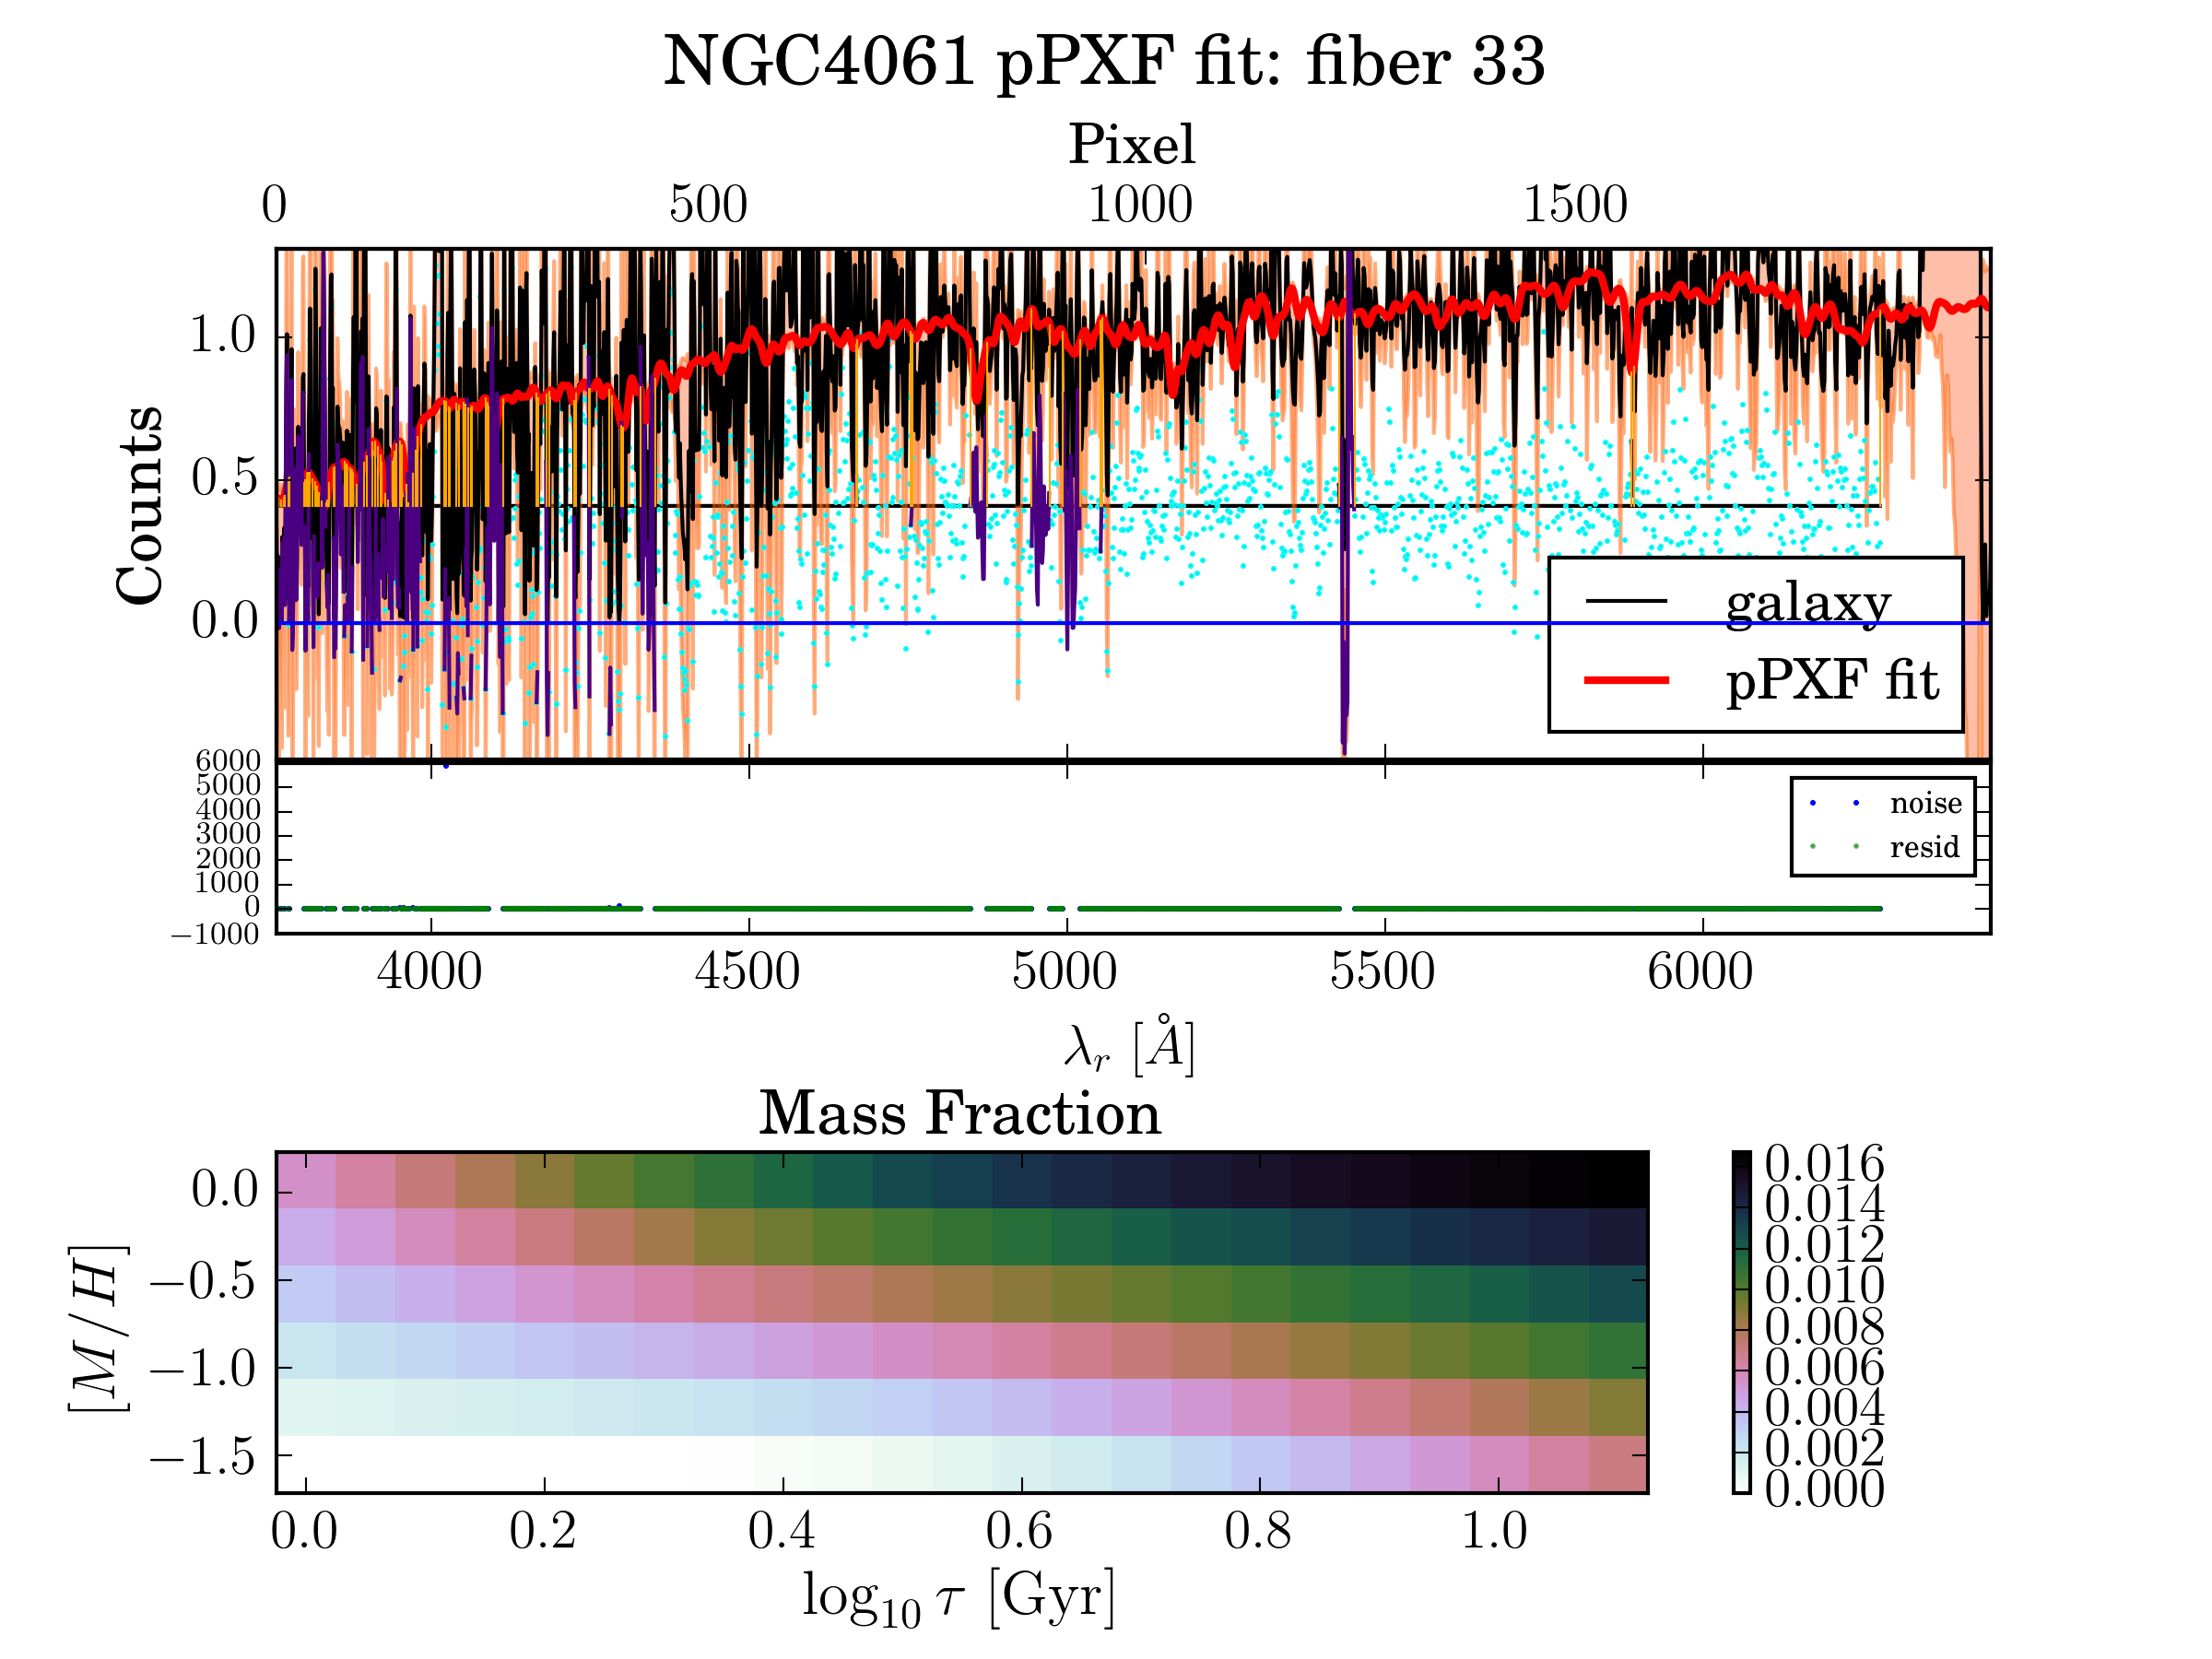 NGC4061 pPXF fit: fiber 33
Pixel
0 500 1000 1500
1.0
0.5
0.0
Counts
galaxy
pPXF fit
6000
5000
4000
3000
2000
1000
0
−1000
noise
resid
4000 4500 5000 5500 6000
λr [Å]
Mass Fraction
0.0
−0.5
−1.0
−1.5
[M/H]
0.016
0.014
0.012
0.010
0.008
0.006
0.004
0.002
0.000
0.0 0.2 0.4 0.6 0.8 1.0
log10 τ [Gyr]